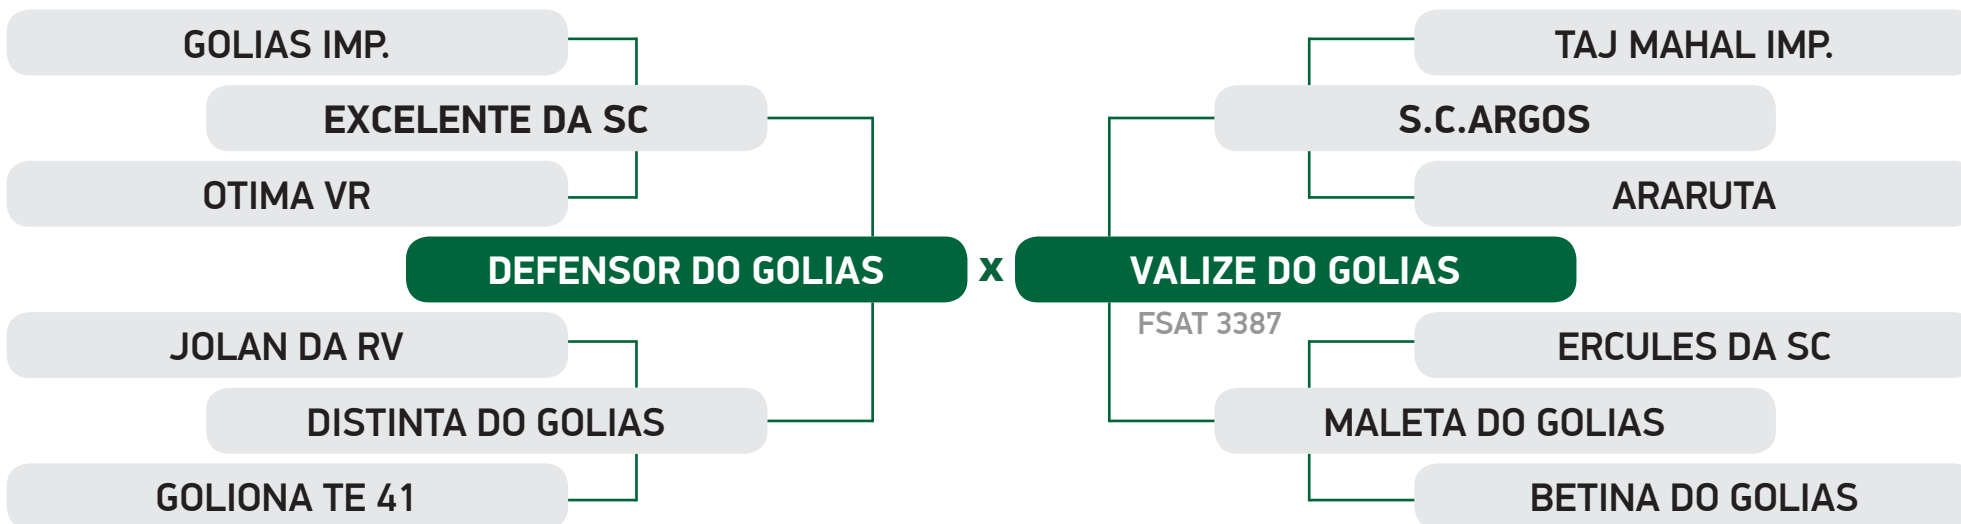 GOLIAS IMP.
TAJ MAHAL IMP.
EXCELENTE DA SC
S.C.ARGOS
OTIMA VR
ARARUTA
DEFENSOR DO GOLIAS x VALIZE DO GOLIAS
FSAT 3387
JOLAN DA RV
ERCULES DA SC
DISTINTA DO GOLIAS
MALETA DO GOLIAS
GOLIONA TE 41
BETINA DO GOLIAS